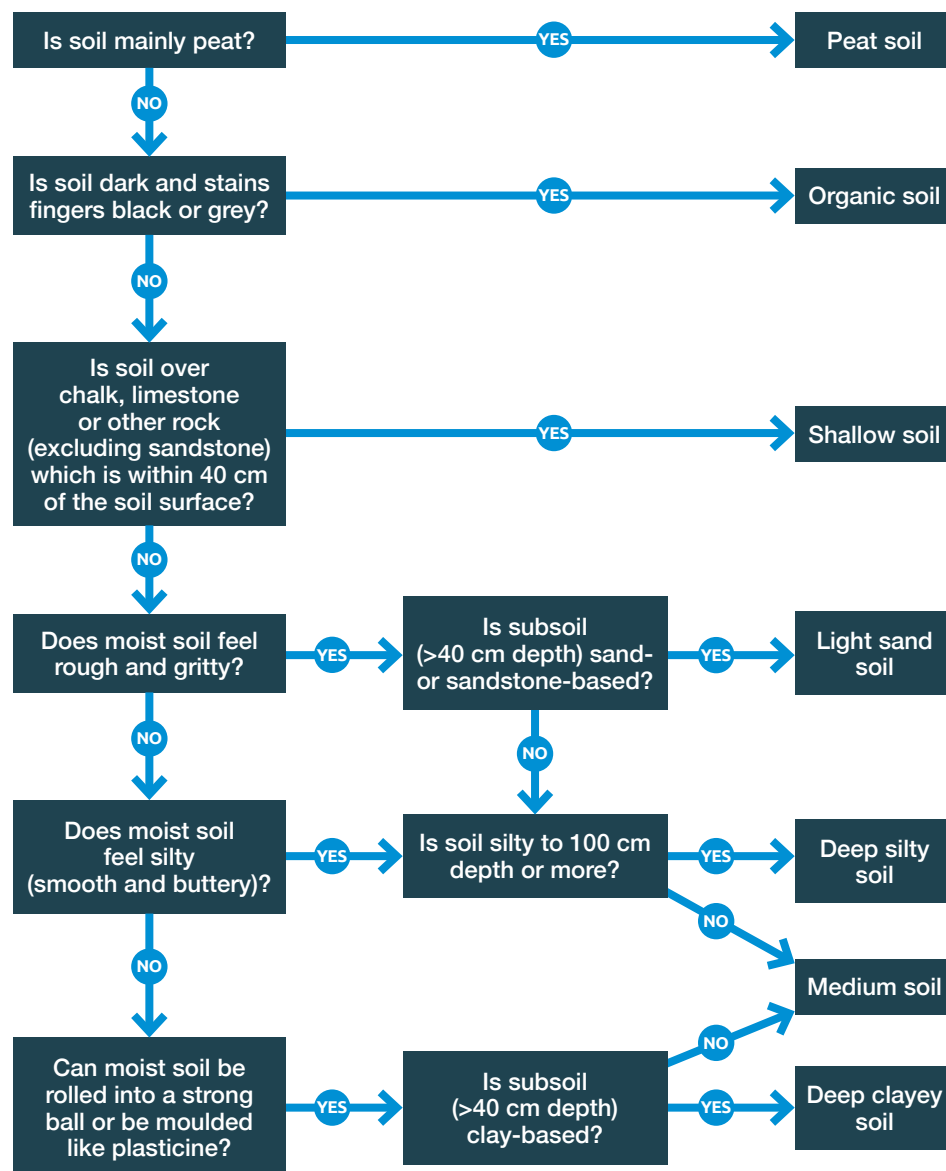 Is soil mainly peat?
YES
Peat soil
NO
Is soil dark and stains
fingers black or grey?
YES
Organic soil
NO
Is soil over
chalk, limestone
or other rock
(excluding sandstone)
which is within 40 cm
of the soil surface?
YES
Shallow soil
NO
Does moist soil feel
rough and gritty?
YES
Is subsoil
(>40 cm depth) sand-
or sandstone-based?
YES
Light sand
soil
NO
NO
Does moist soil
feel silty
(smooth and buttery)?
YES
Is soil silty to 100 cm
depth or more?
YES
Deep silty
soil
NO
NO
Medium soil
NO
Can moist soil be
rolled into a strong
ball or be moulded
like plasticine?
YES
Is subsoil
(>40 cm depth)
clay-based?
YES
Deep clayey
soil